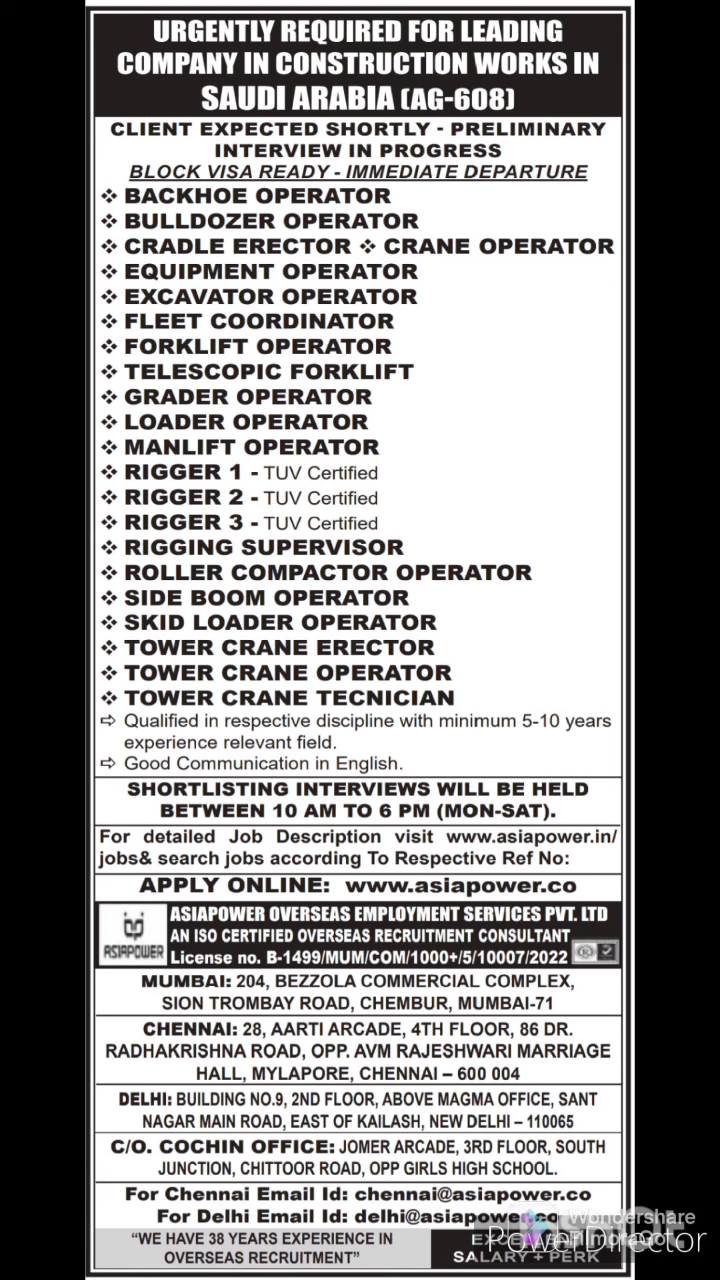 URGENTLY REQUIRED FOR LEADING
COMPANY IN CONSTRUCTION WORKS IN
SAUDI ARABIA (AG-608)
CLIENT EXPECTED SHORTLY - PRELIMINARY
INTERVIEW IN PROGRESS
BLOCK VISA READY - IMMEDIATE DEPARTURE
❖ BACKHOE OPERATOR
❖ BULLDOZER OPERATOR
❖ CRADLE ERECTOR ❖ CRANE OPERATOR
❖ EQUIPMENT OPERATOR
❖ EXCAVATOR OPERATOR
❖ FLEET COORDINATOR
❖ FORKLIFT OPERATOR
❖ TELESCOPIC FORKLIFT
❖ GRADER OPERATOR
❖ LOADER OPERATOR
❖ MANLIFT OPERATOR
❖ RIGGER 1 - TUV Certified
❖ RIGGER 2 - TUV Certified
❖ RIGGER 3 - TUV Certified
❖ RIGGING SUPERVISOR
❖ ROLLER COMPACTOR OPERATOR
❖ SIDE BOOM OPERATOR
❖ SKID LOADER OPERATOR
❖ TOWER CRANE ERECTOR
❖ TOWER CRANE OPERATOR
❖ TOWER CRANE TECNICIAN
⇨ Qualified in respective discipline with minimum 5-10 years
experience relevant field.
⇨ Good Communication in English.
SHORTLISTING INTERVIEWS WILL BE HELD
BETWEEN 10 AM TO 6 PM (MON-SAT).
For detailed Job Description visit www.asiapower.in/
jobs& search jobs according To Respective Ref No:
APPLY ONLINE: www.asiapower.co
ASIAPOWER
ASIAPOWER OVERSEAS EMPLOYMENT SERVICES PVT. LTD
AN ISO CERTIFIED OVERSEAS RECRUITMENT CONSULTANT
License no. B-1499/MUM/COM/1000+/5/10007/2022
MUMBAI: 204, BEZZOLA COMMERCIAL COMPLEX,
SION TROMBAY ROAD, CHEMBUR, MUMBAI-71
CHENNAI: 28, AARTI ARCADE, 4TH FLOOR, 86 DR.
RADHAKRISHNA ROAD, OPP. AVM RAJESHWARI MARRIAGE
HALL, MYLAPORE, CHENNAI – 600 004
DELHI: BUILDING NO.9, 2ND FLOOR, ABOVE MAGMA OFFICE, SANT
NAGAR MAIN ROAD, EAST OF KAILASH, NEW DELHI – 110065
C/O. COCHIN OFFICE: JOMER ARCADE, 3RD FLOOR, SOUTH
JUNCTION, CHITTOOR ROAD, OPP GIRLS HIGH SCHOOL.
For Chennai Email Id: chennai@asiapower.co
For Delhi Email Id: delhi@asiapower.co
"WE HAVE 38 YEARS EXPERIENCE IN
OVERSEAS RECRUITMENT"
SALARY + PERK
Wondershare
PowerDirector